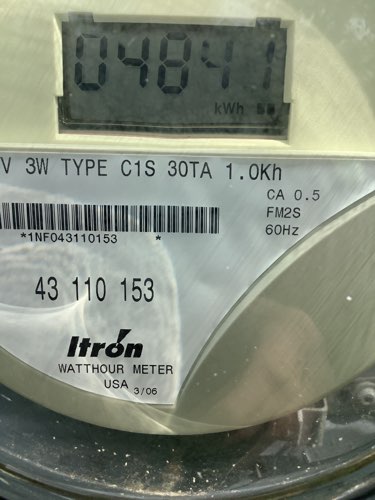 04841
kWh
V 3W TYPE C1S 30TA 1.0Kh
CA 0.5
FM2S
60Hz
*1NF043110153 *
43 110 153
Itrón
WATTHOUR METER
USA 3/06